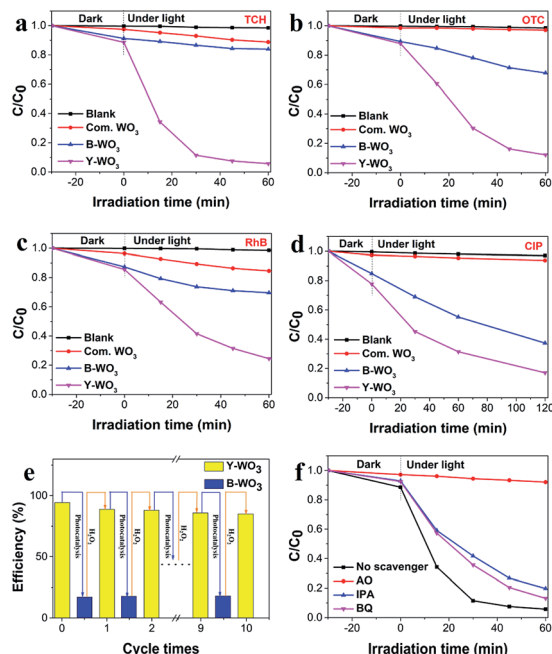 a
Dark
Under light
TCH
1.0
0.8
0.6
0.4
0.2
0.0
C/C0
Blank
Com. WO3
B-WO3
Y-WO3
-20
0
20
40
60
Irradiation time (min)
b
Dark
Under light
OTC
1.0
0.8
0.6
0.4
0.2
0.0
C/C0
Blank
Com. WO3
B-WO3
Y-WO3
-20
0
20
40
60
Irradiation time (min)
c
Dark
Under light
RhB
1.0
0.8
0.6
0.4
0.2
0.0
C/C0
Blank
Com. WO3
B-WO3
Y-WO3
-20
0
20
40
60
Irradiation time (min)
d
Dark
Under light
CIP
1.0
0.8
0.6
0.4
0.2
0.0
C/C0
Blank
Com. WO3
B-WO3
Y-WO3
-20
0
20
40
60
80
100
120
Irradiation time (min)
e
Y-WO3
B-WO3
100
50
0
Efficiency (%)
Photocatalysis
H2O2
Photocatalysis
H2O2
Photocatalysis
H2O2
Photocatalysis
H2O2
0
1
2
9
10
Cycle times
f
Dark
Under light
1.0
0.8
0.6
0.4
0.2
0.0
C/C0
No scavenger
AO
IPA
BQ
-20
0
20
40
60
Irradiation time (min)